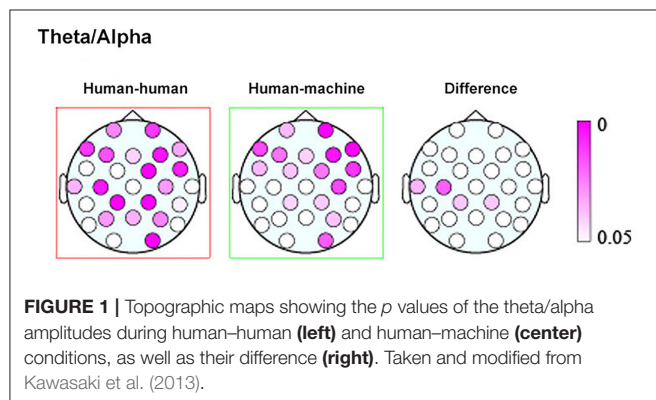 Theta/Alpha
Human-human Human-machine Difference
0
0.05
FIGURE 1 | Topographic maps showing the p values of the theta/alpha
amplitudes during human–human (left) and human–machine (center)
conditions, as well as their difference (right). Taken and modified from
Kawasaki et al. (2013).